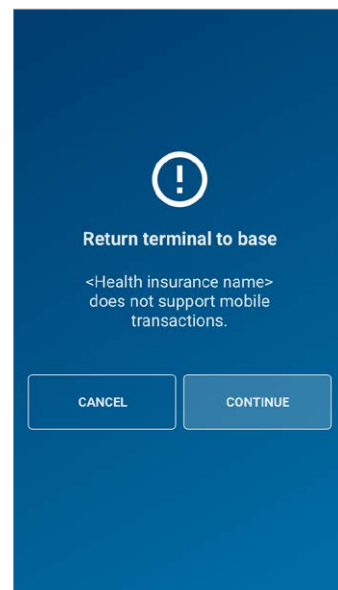 Return terminal to base
<Health insurance name>
does not support mobile
transactions.
CANCEL
CONTINUE